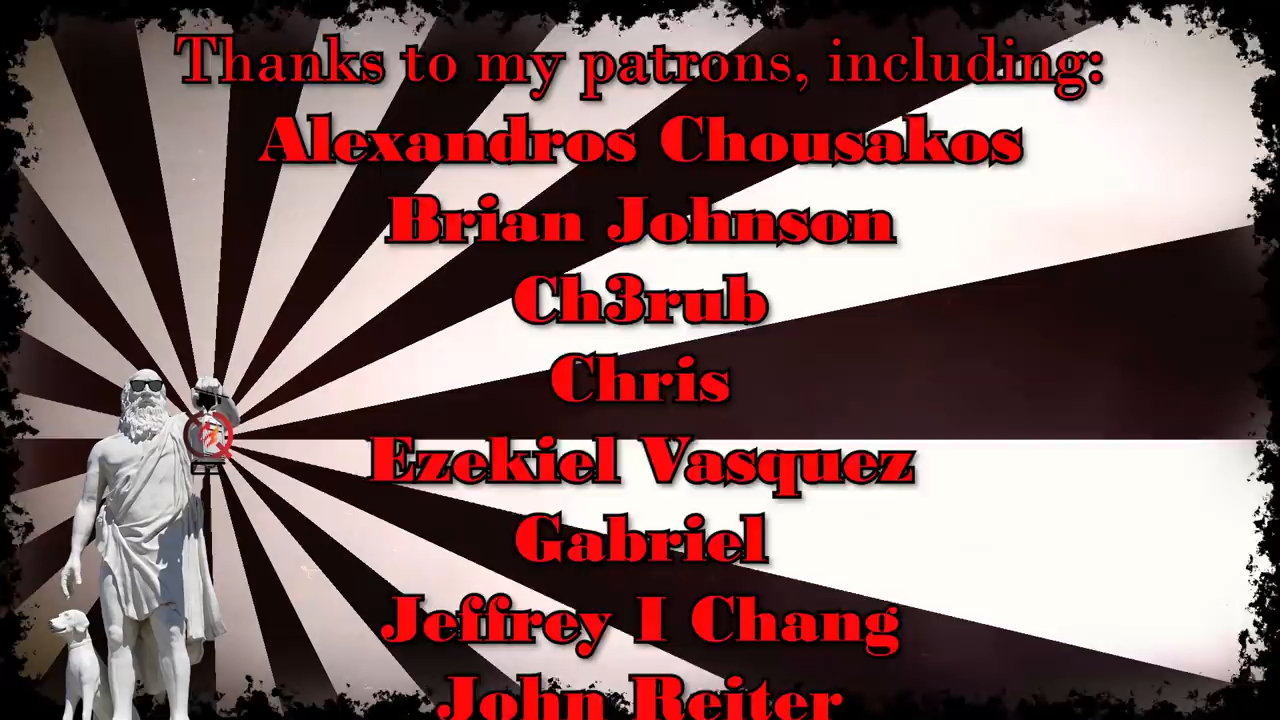 Thanks to my patrons, including:
Alexandros Chousakos
Brian Johnson
Ch3rub
Chris
Ezekiel Vasquez
Gabriel
Jeffrey I Chang
John Reiter